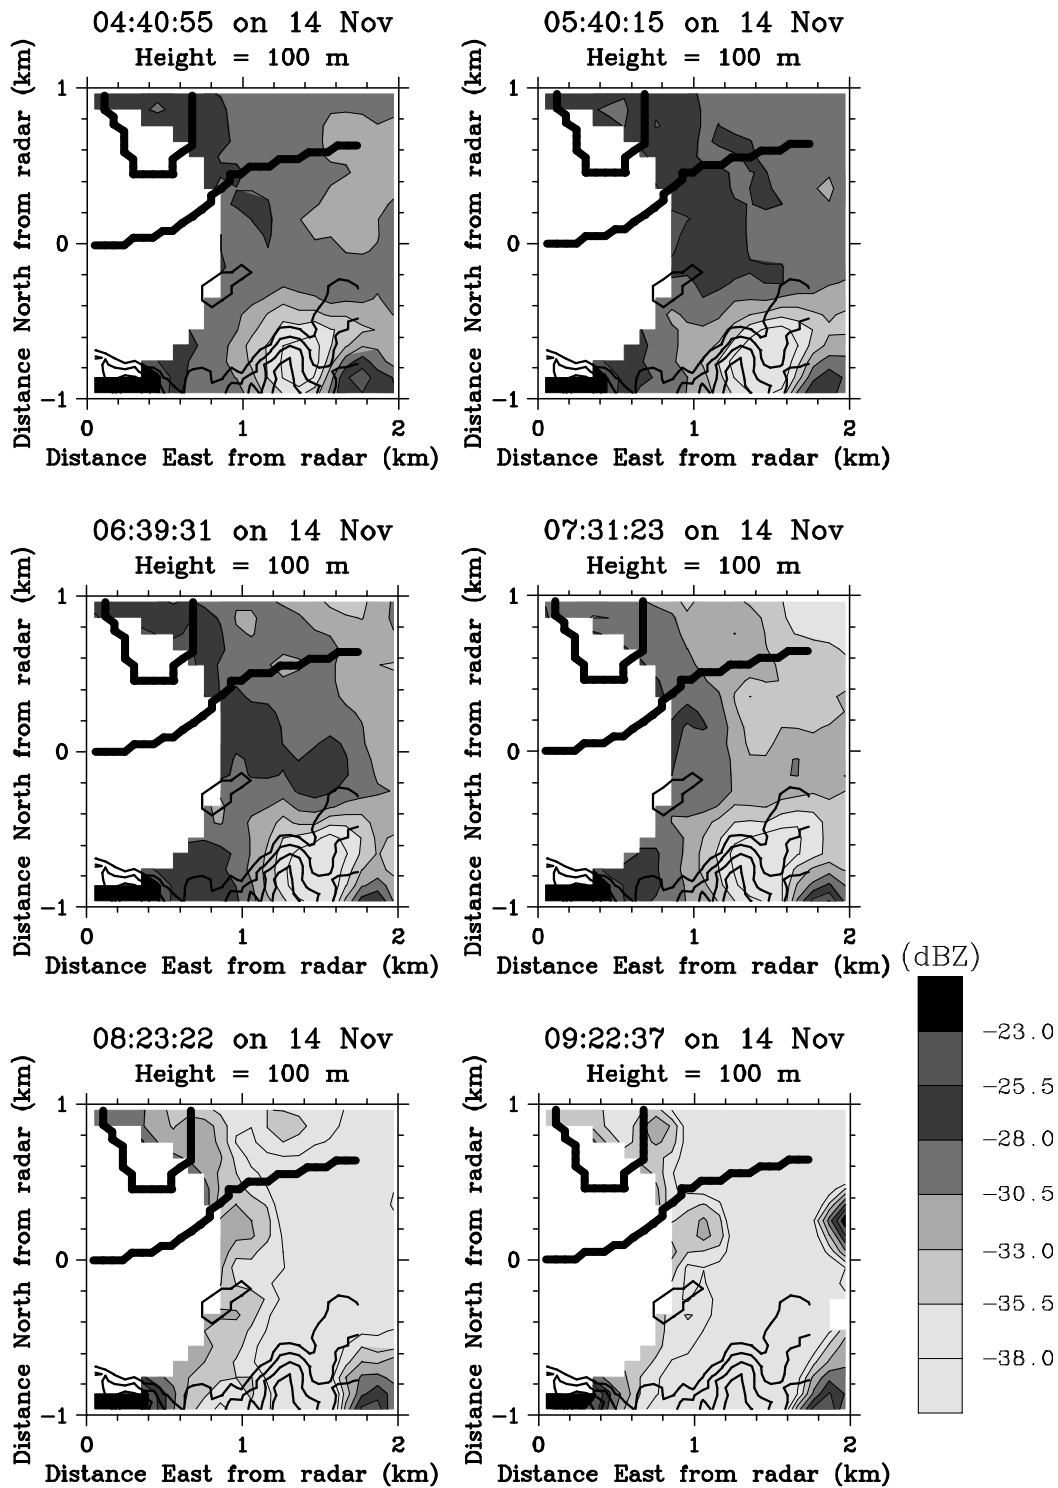 04:40:55 on 14 Nov
Height = 100 m
Distance North from radar (km)
1
0
-1
0
1
2
Distance East from radar (km)
05:40:15 on 14 Nov
Height = 100 m
Distance North from radar (km)
1
0
-1
0
1
2
Distance East from radar (km)
06:39:31 on 14 Nov
Height = 100 m
Distance North from radar (km)
1
0
-1
0
1
2
Distance East from radar (km)
07:31:23 on 14 Nov
Height = 100 m
Distance North from radar (km)
1
0
-1
0
1
2
Distance East from radar (km)
08:23:22 on 14 Nov
Height = 100 m
Distance North from radar (km)
1
0
-1
0
1
2
Distance East from radar (km)
09:22:37 on 14 Nov
Height = 100 m
Distance North from radar (km)
1
0
-1
0
1
2
Distance East from radar (km)
(dBZ)
-23.0
-25.5
-28.0
-30.5
-33.0
-35.5
-38.0